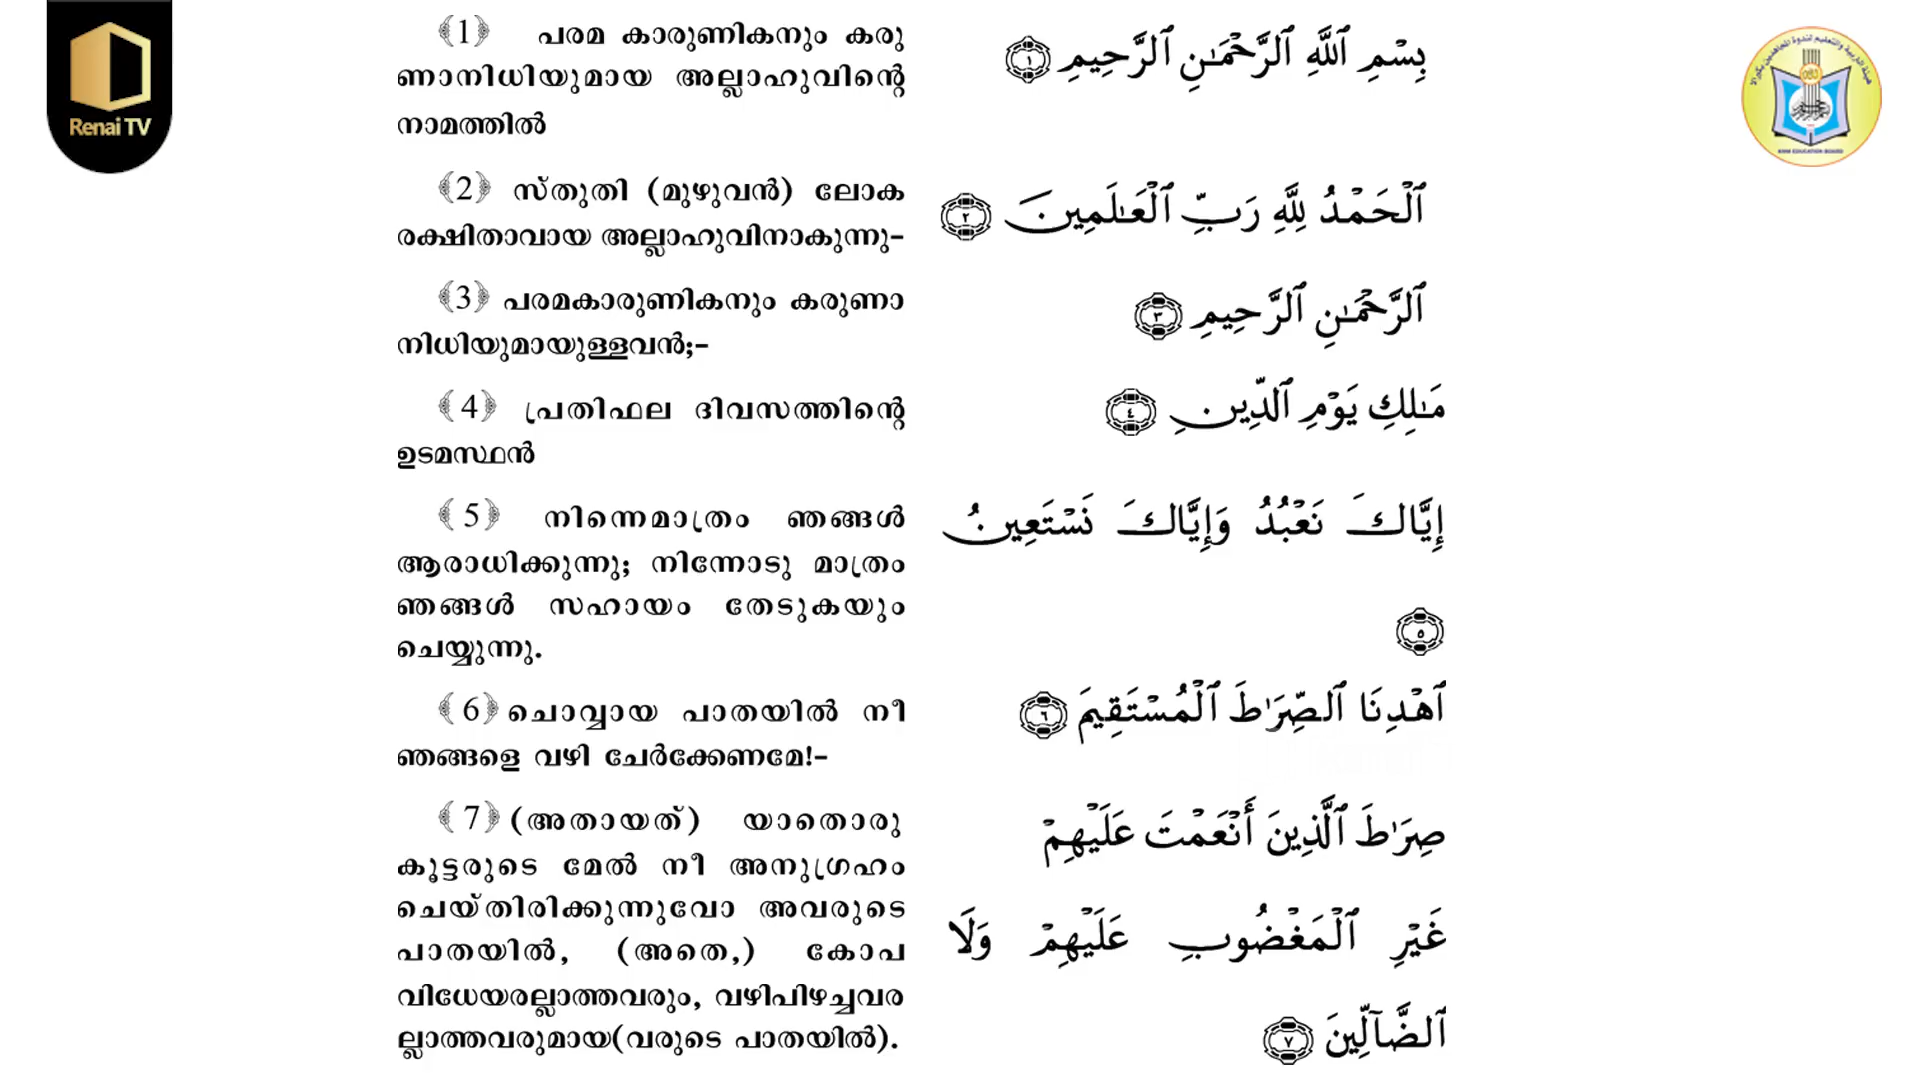 Renai TV
﴾1﴿ പരമ കാരുണികനും കരു
ണാനിധിയുമായ അല്ലാഹുവിന്റെ
നാമത്തിൽ
﴾2﴿ സ്തുതി (മുഴുവൻ) ലോക
രക്ഷിതാവായ അല്ലാഹുവിനാകുന്നു-
﴾3﴿ പരമകാരുണികനും കരുണാ
നിധിയുമായുള്ളവൻ;-
﴾4﴿ പ്രതിഫല ദിവസത്തിന്റെ
ഉടമസ്ഥൻ
﴾5﴿ നിന്നെമാത്രം ഞങ്ങൾ
ആരാധിക്കുന്നു; നിന്നോടു മാത്രം
ഞങ്ങൾ സഹായം തേടുകയും
ചെയ്യുന്നു.
﴾6﴿ ചൊവ്വായ പാതയിൽ നീ
ഞങ്ങളെ വഴി ചേർക്കേണമേ!-
﴾7﴿ (അതായത്) യാതൊരു
കൂട്ടരുടെ മേൽ നീ അനുഗ്രഹം
ചെയ്തിരിക്കുന്നുവോ അവരുടെ
പാതയിൽ, (അതെ,) കോപ
വിധേയരല്ലാത്തവരും, വഴിപിഴച്ചവര
ല്ലാത്തവരുമായ(വരുടെ പാതയിൽ).
بِسْمِ ٱللَّهِ ٱلرَّحْمَـٰنِ ٱلرَّحِيمِ ١
ٱلْحَمْدُ لِلَّهِ رَبِّ ٱلْعَـٰلَمِينَ ٢
ٱلرَّحْمَـٰنِ ٱلرَّحِيمِ ٣
مَـٰلِكِ يَوْمِ ٱلدِّينِ ٤
إِيَّاكَ نَعْبُدُ وَإِيَّاكَ نَسْتَعِينُ
٥
ٱهْدِنَا ٱلصِّرَٰطَ ٱلْمُسْتَقِيمَ ٦
صِرَٰطَ ٱلَّذِينَ أَنْعَمْتَ عَلَيْهِمْ
غَيْرِ ٱلْمَغْضُوبِ عَلَيْهِمْ وَلَا
ٱلضَّآلِّينَ ٧
KNM EDUCATION BOARD